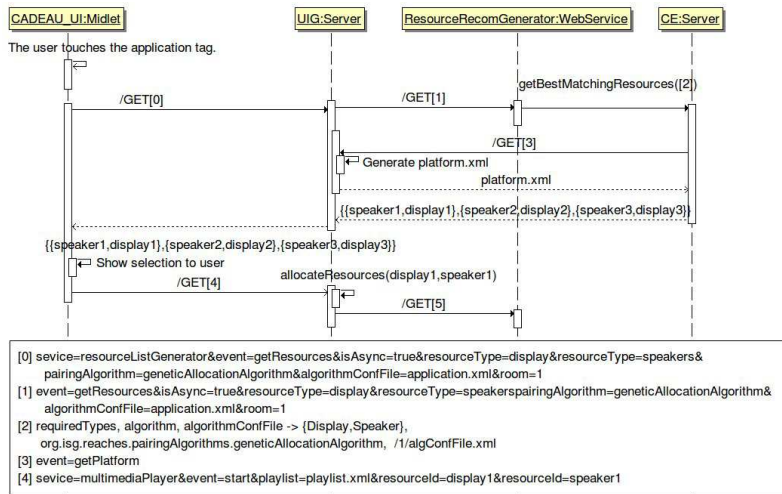 CADEAU_UI:Midlet UIG:Server ResourceRecomGenerator:WebService CE:Server
The user touches the application tag.
getBestMatchingResources([2])
/GET[0] /GET[1]
/GET[3]
Generate platform.xml
platform.xml
{{speaker1,display1},{speaker2,display2},{speaker3,display3}}
{{speaker1,display1},{speaker2,display2},{speaker3,display3}}
Show selection to user
allocateResources(display1,speaker1)
/GET[4]
/GET[5]
[0] sevice=resourceListGenerator&event=getResources&isAsync=true&resourceType=display&resourceType=speakers&
pairingAlgorithm=geneticAllocationAlgorithm&algorithmConfFile=application.xml&room=1
[1] event=getResources&isAsync=true&resourceType=display&resourceType=speakerspairingAlgorithm=geneticAllocationAlgorithm&
algorithmConfFile=application.xml&room=1
[2] requiredTypes, algorithm, algorithmConfFile -> {Display,Speaker},
org.isg.reaches.pairingAlgorithms.geneticAllocationAlgorithm, /1/algConfFile.xml
[3] event=getPlatform
[4] sevice=multimediaPlayer&event=start&playlist=playlist.xml&resourceId=display1&resourceId=speaker1